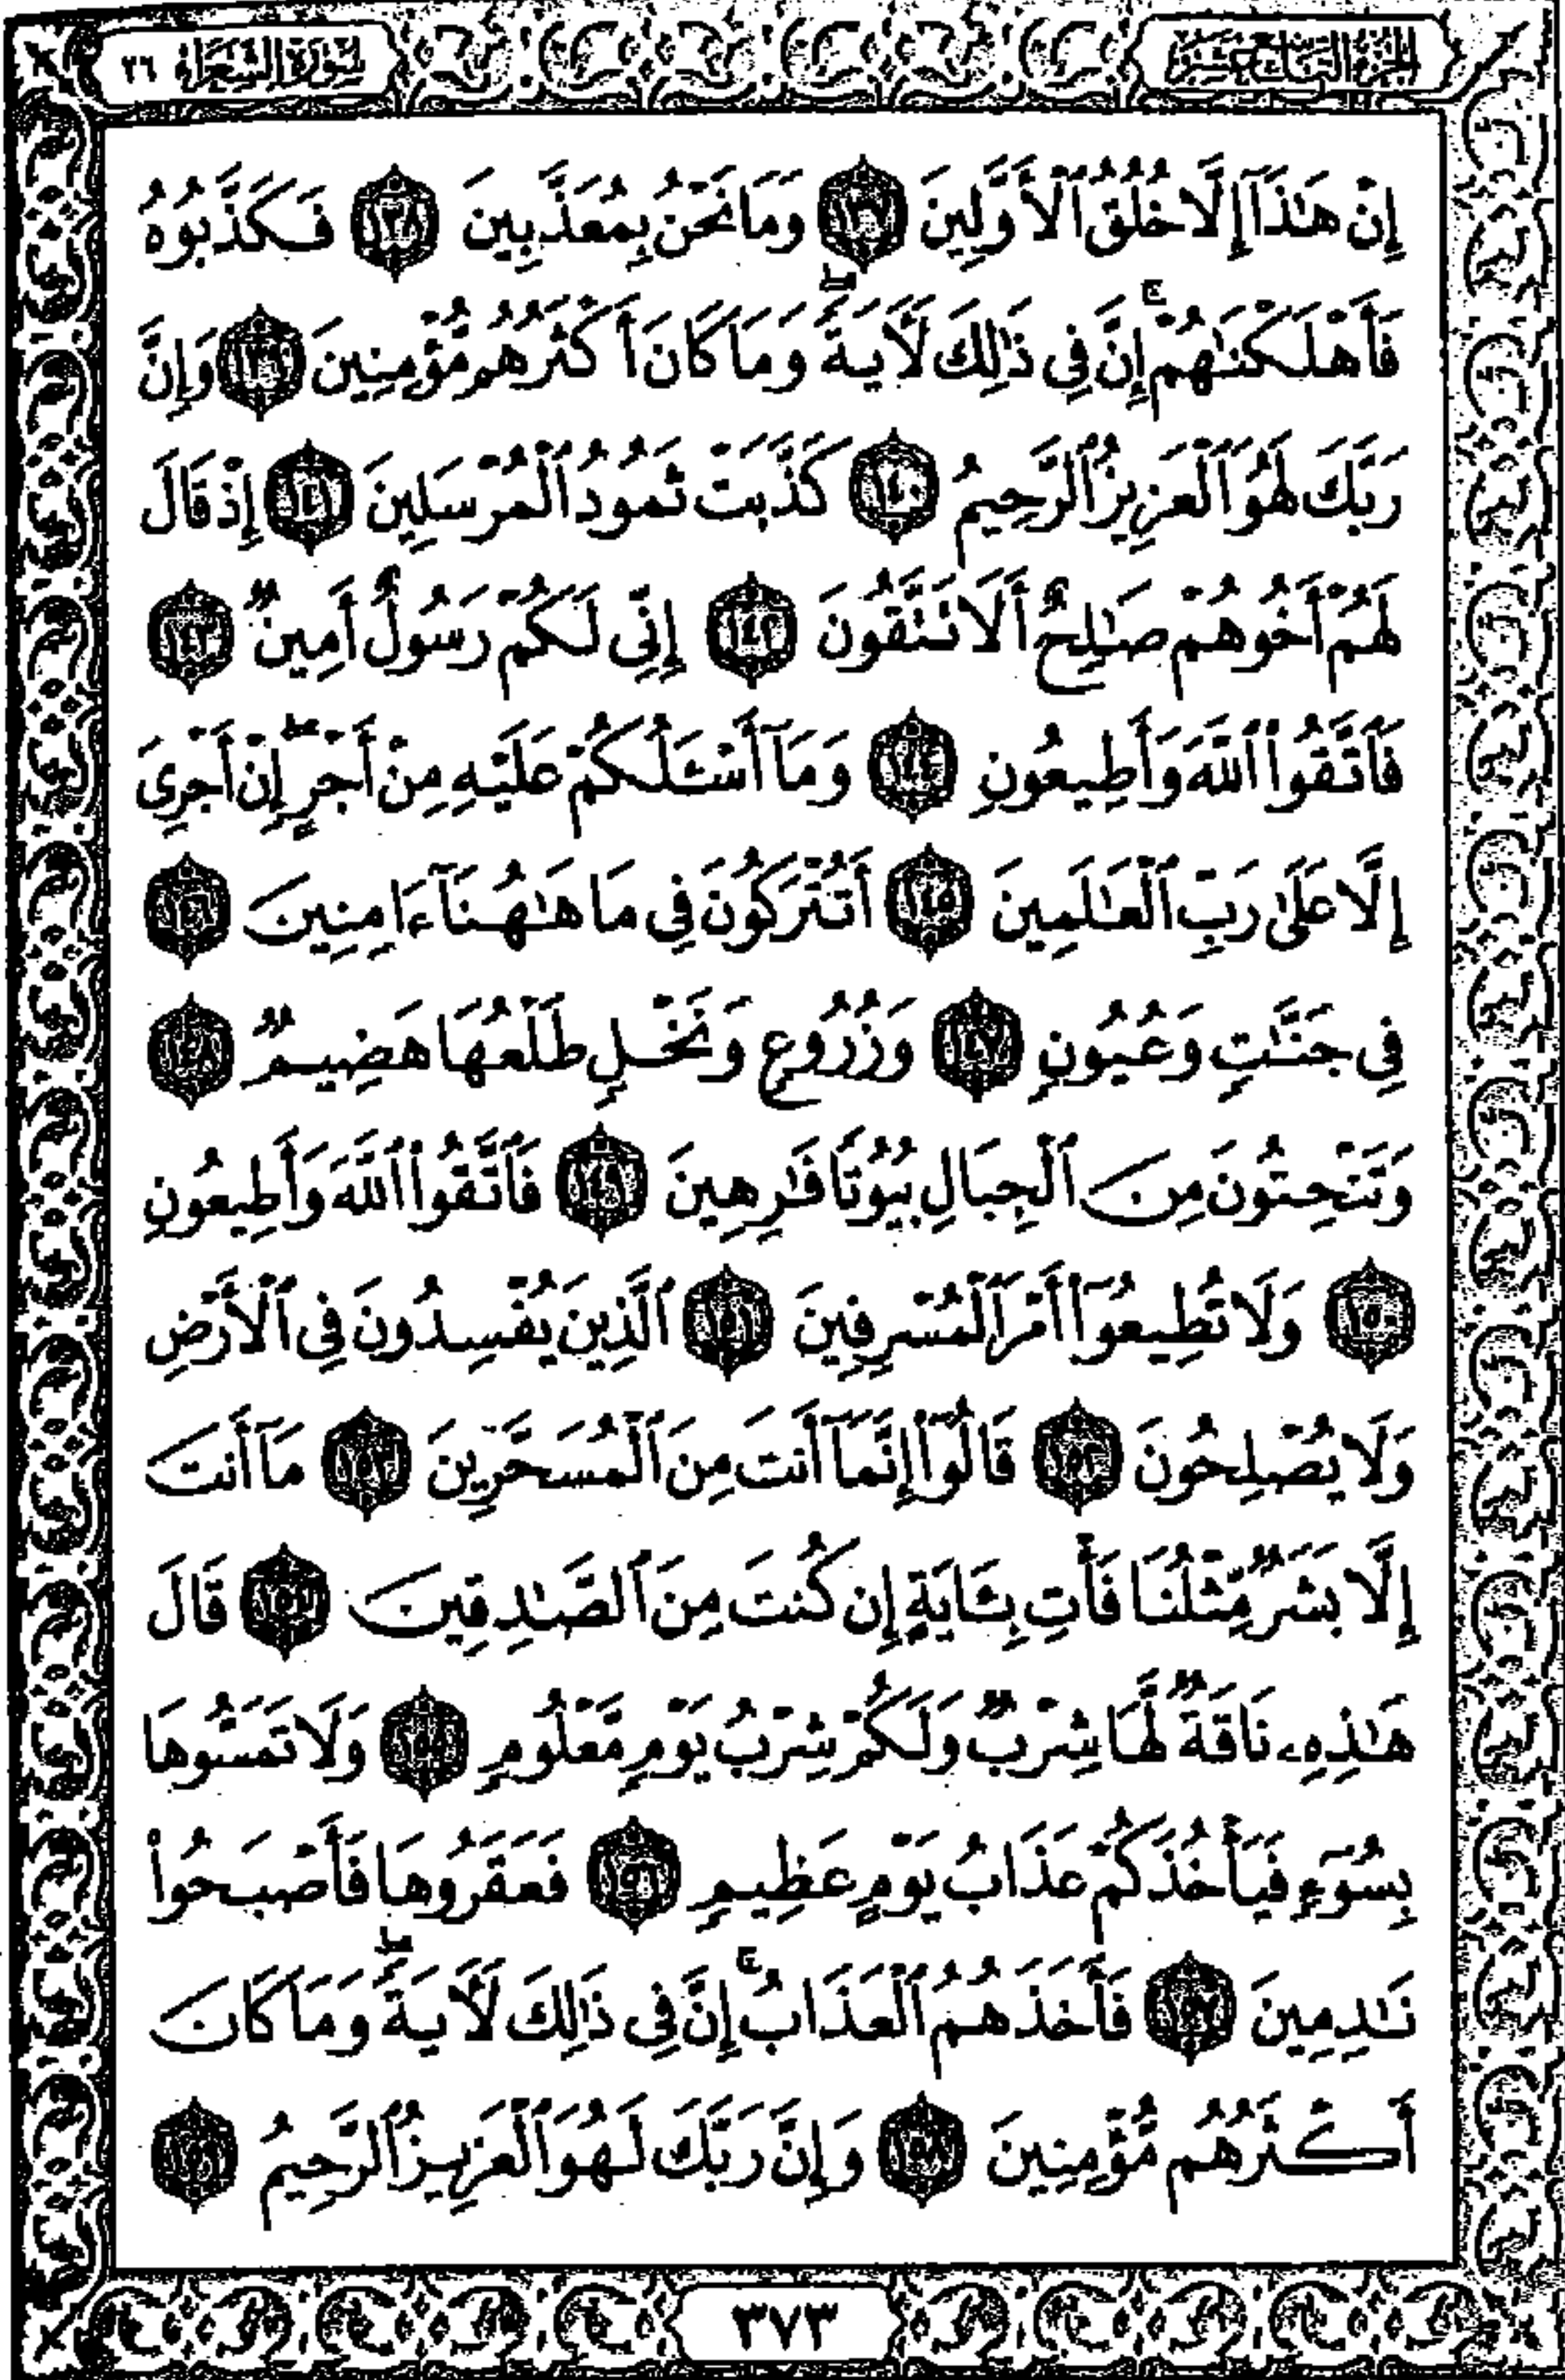 الجزء التاسع عشر
سورة الشعراء ٢٦
إِنْ هَٰذَآ إِلَّا خُلُقُ ٱلْأَوَّلِينَ ١٣٧ وَمَا نَحْنُ بِمُعَذَّبِينَ ١٣٨ فَكَذَّبُوهُ
فَأَهْلَكْنَٰهُمْ ۗ إِنَّ فِى ذَٰلِكَ لَـَٔايَةً ۖ وَمَا كَانَ أَكْثَرُهُم مُّؤْمِنِينَ ١٣٩ وَإِنَّ
رَبَّكَ لَهُوَ ٱلْعَزِيزُ ٱلرَّحِيمُ ١٤٠ كَذَّبَتْ ثَمُودُ ٱلْمُرْسَلِينَ ١٤١ إِذْ قَالَ
لَهُمْ أَخُوهُمْ صَٰلِحٌ أَلَا تَتَّقُونَ ١٤٢ إِنِّى لَكُمْ رَسُولٌ أَمِينٌ ١٤٣
فَٱتَّقُوا۟ ٱللَّهَ وَأَطِيعُونِ ١٤٤ وَمَآ أَسْـَٔلُكُمْ عَلَيْهِ مِنْ أَجْرٍ ۖ إِنْ أَجْرِىَ
إِلَّا عَلَىٰ رَبِّ ٱلْعَٰلَمِينَ ١٤٥ أَتُتْرَكُونَ فِى مَا هَٰهُنَآ ءَامِنِينَ ١٤٦
فِى جَنَّٰتٍ وَعُيُونٍ ١٤٧ وَزُرُوعٍ وَنَخْلٍ طَلْعُهَا هَضِيمٌ ١٤٨
وَتَنْحِتُونَ مِنَ ٱلْجِبَالِ بُيُوتًا فَٰرِهِينَ ١٤٩ فَٱتَّقُوا۟ ٱللَّهَ وَأَطِيعُونِ
١٥٠ وَلَا تُطِيعُوٓا۟ أَمْرَ ٱلْمُسْرِفِينَ ١٥١ ٱلَّذِينَ يُفْسِدُونَ فِى ٱلْأَرْضِ
وَلَا يُصْلِحُونَ ١٥٢ قَالُوٓا۟ إِنَّمَآ أَنتَ مِنَ ٱلْمُسَحَّرِينَ ١٥٣ مَآ أَنتَ
إِلَّا بَشَرٌ مِّثْلُنَا فَأْتِ بِـَٔايَةٍ إِن كُنتَ مِنَ ٱلصَّٰدِقِينَ ١٥٤ قَالَ
هَٰذِهِۦ نَاقَةٌ لَّهَا شِرْبٌ وَلَكُمْ شِرْبُ يَوْمٍ مَّعْلُومٍ ١٥٥ وَلَا تَمَسُّوهَا
بِسُوٓءٍ فَيَأْخُذَكُمْ عَذَابُ يَوْمٍ عَظِيمٍ ١٥٦ فَعَقَرُوهَا فَأَصْبَحُوا۟
نَٰدِمِينَ ١٥٧ فَأَخَذَهُمُ ٱلْعَذَابُ ۗ إِنَّ فِى ذَٰلِكَ لَـَٔايَةً ۖ وَمَا كَانَ
أَكْثَرُهُم مُّؤْمِنِينَ ١٥٨ وَإِنَّ رَبَّكَ لَهُوَ ٱلْعَزِيزُ ٱلرَّحِيمُ ١٥٩
٣٧٣